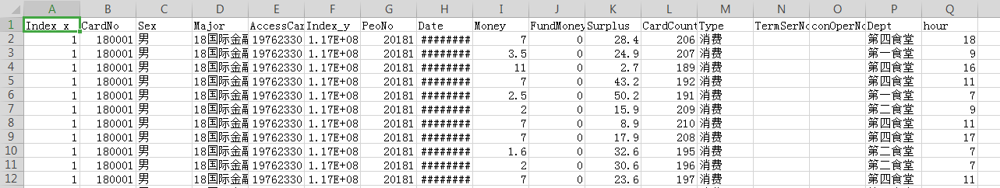 A B C D E F G H I J K L M N O P Q
1 Index_x CardNo Sex Major AccessCar Index_y PeoNo Date Money FundMoney Surplus CardCount Type TermSerNo conOperNo Dept hour
2 1 180001 男 18国际金融 19762330 1.17E+08 20181 ######## 7 0 28.4 206 消费 第四食堂 18
3 1 180001 男 18国际金融 19762330 1.17E+08 20181 ######## 3.5 0 24.9 207 消费 第一食堂 9
4 1 180001 男 18国际金融 19762330 1.17E+08 20181 ######## 11 0 2.7 189 消费 第四食堂 16
5 1 180001 男 18国际金融 19762330 1.17E+08 20181 ######## 7 0 43.2 192 消费 第四食堂 11
6 1 180001 男 18国际金融 19762330 1.17E+08 20181 ######## 2.5 0 50.2 191 消费 第一食堂 7
7 1 180001 男 18国际金融 19762330 1.17E+08 20181 ######## 2 0 15.9 209 消费 第二食堂 9
8 1 180001 男 18国际金融 19762330 1.17E+08 20181 ######## 7 0 8.9 210 消费 第四食堂 11
9 1 180001 男 18国际金融 19762330 1.17E+08 20181 ######## 7 0 17.9 208 消费 第四食堂 17
10 1 180001 男 18国际金融 19762330 1.17E+08 20181 ######## 1.6 0 32.6 195 消费 第二食堂 7
11 1 180001 男 18国际金融 19762330 1.17E+08 20181 ######## 2 0 30.6 196 消费 第二食堂 7
12 1 180001 男 18国际金融 19762330 1.17E+08 20181 ######## 7 0 23.6 197 消费 第四食堂 11